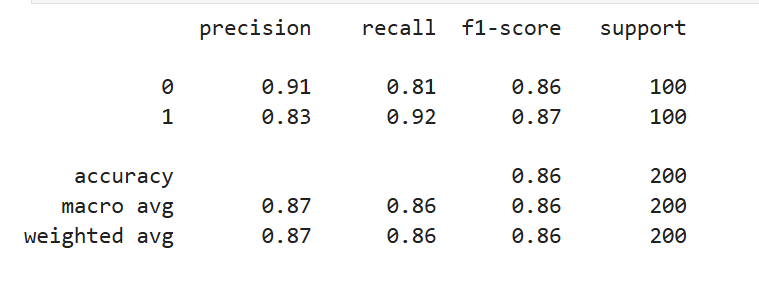 precision recall f1-score support
0 0.91 0.81 0.86 100
1 0.83 0.92 0.87 100
accuracy 0.86 200
macro avg 0.87 0.86 0.86 200
weighted avg 0.87 0.86 0.86 200